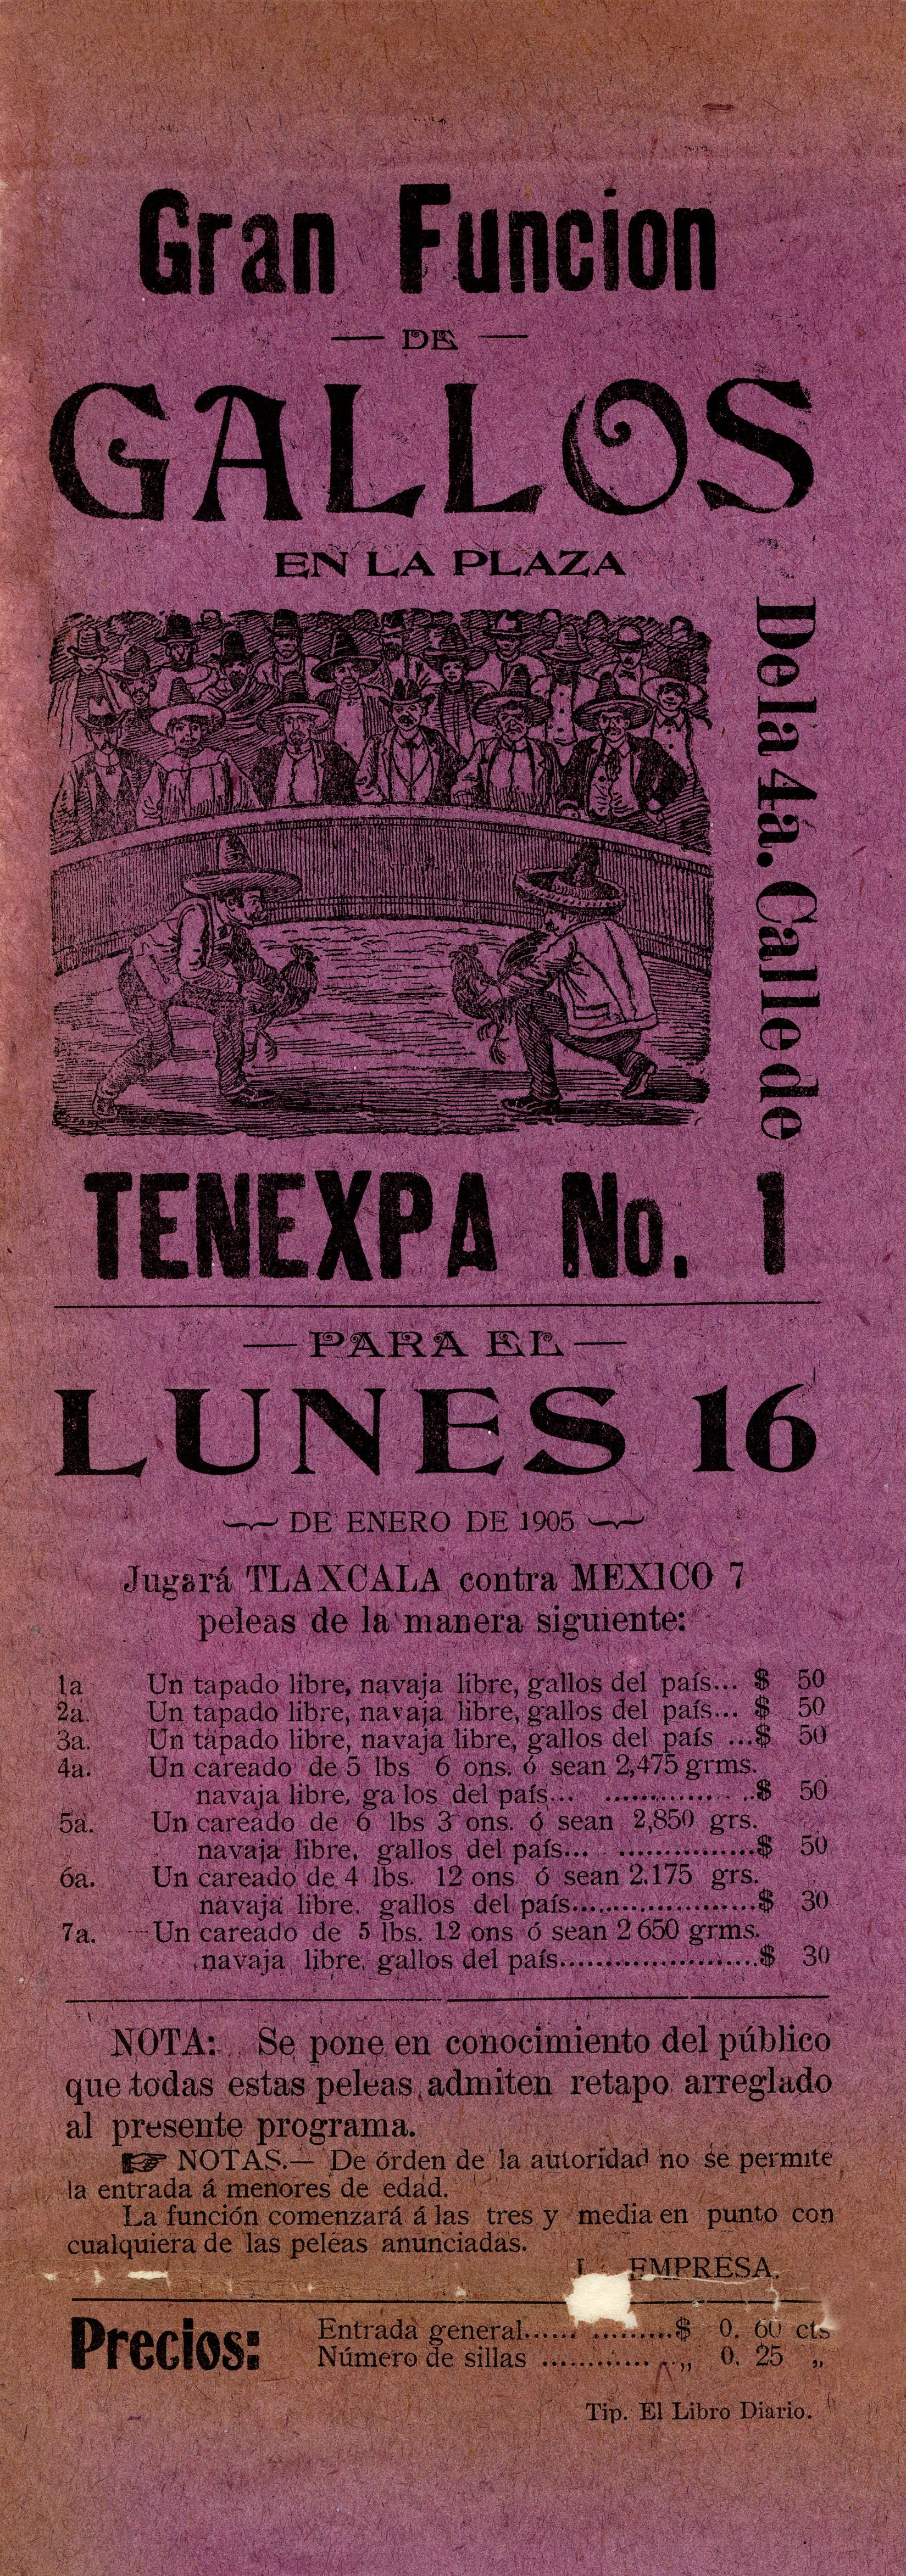 Gran Funcion
— DE —
GALLOS
EN LA PLAZA
De la 4a. Calle de
TENEXPA No. 1
— PARA EL —
LUNES 16
DE ENERO DE 1905
Jugará TLAXCALA contra MEXICO 7
peleas de la manera siguiente:
1a Un tapado libre, navaja libre, gallos del país... $ 50
2a. Un tapado libre, navaja libre, gallos del país... $ 50
3a. Un tapado libre, navaja libre, gallos del país ...$ 50
4a. Un careado de 5 lbs 6 ons. ó sean 2,475 grms.
navaja libre, ga los del país... ............... ..$ 50
5a. Un careado de 6 lbs 3 ons. ó sean 2,850 grs.
navaja libre. gallos del país... ...............$ 50
6a. Un careado de 4 lbs. 12 ons ó sean 2.175 grs.
navaja libre. gallos del país.....................$ 30
7a. Un careado de 5 lbs. 12 ons ó sean 2 650 grms.
navaja libre. gallos del país......................$ 30
NOTA: Se pone en conocimiento del público
que todas estas peleas admiten retapo arreglado
al presente programa.
☞ NOTAS.— De órden de la autoridad no se permite
la entrada á menores de edad.
La función comenzará á las tres y media en punto con
cualquiera de las peleas anunciadas.
EMPRESA.
Precios:
Entrada general...... .........$ 0. 60 cts
Número de sillas ............ ..„ 0. 25 „
Tip. El Libro Diario.